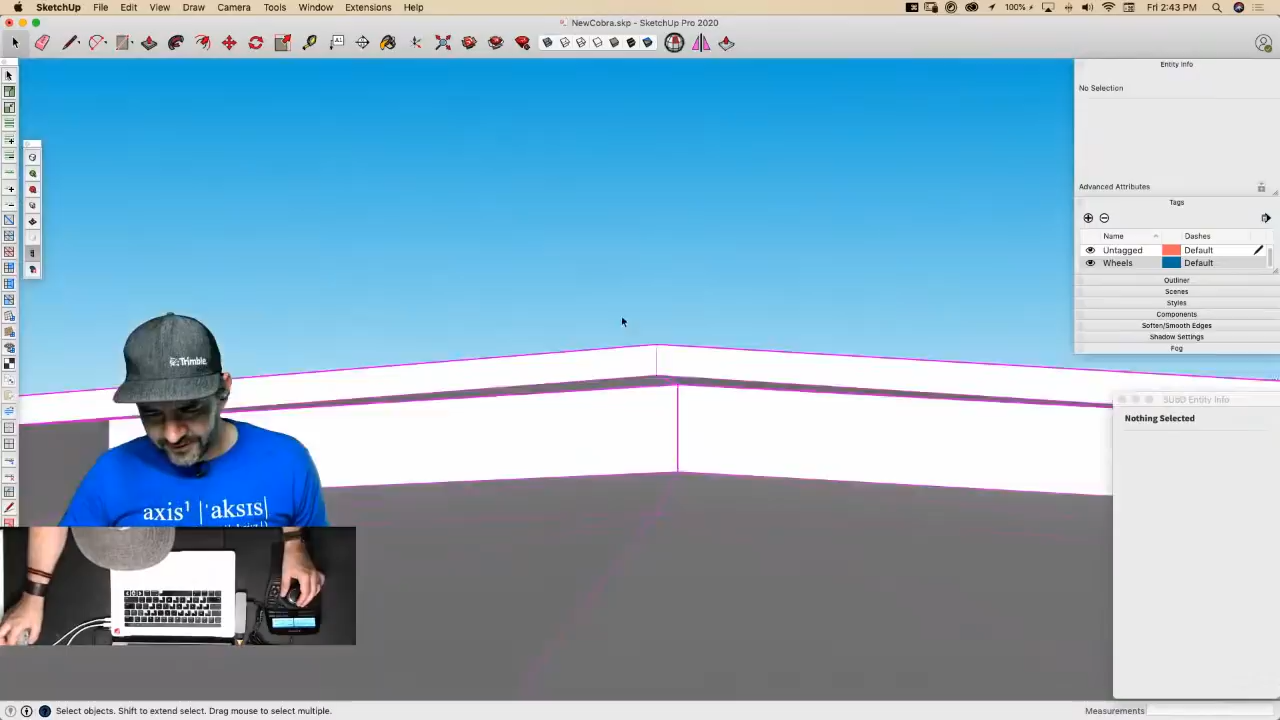 SketchUp File Edit View Draw Camera Tools Window Extensions Help
100% Fri 2:43 PM
NewCobra.skp - SketchUp Pro 2020
Entity Info
No Selection
Advanced Attributes
Tags
Name Dashes
Untagged Default
Wheels Default
Outliner
Scenes
Styles
Components
Soften/Smooth Edges
Shadow Settings
Fog
SUbD Entity Info
Nothing Selected
Trimble
axis¹ |ˈaksɪs|
Select objects. Shift to extend select. Drag mouse to select multiple.
Measurements